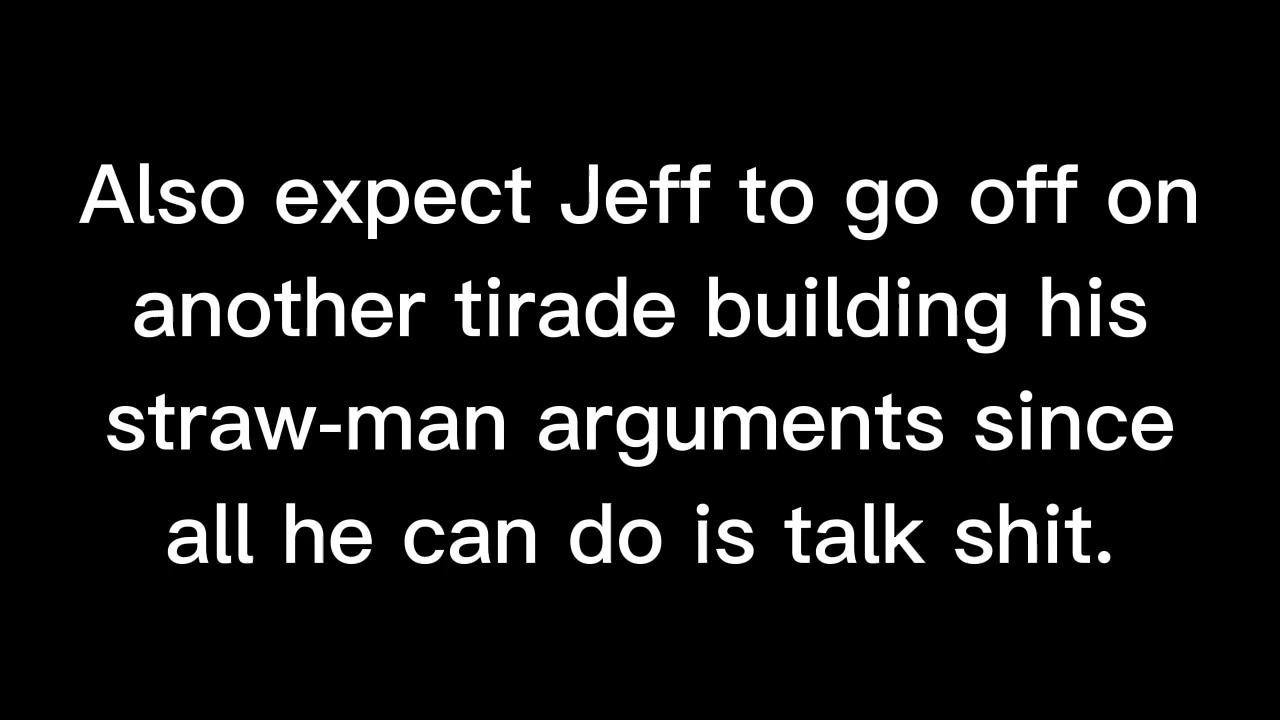 Also expect Jeff to go off on
another tirade building his
straw-man arguments since
all he can do is talk shit.